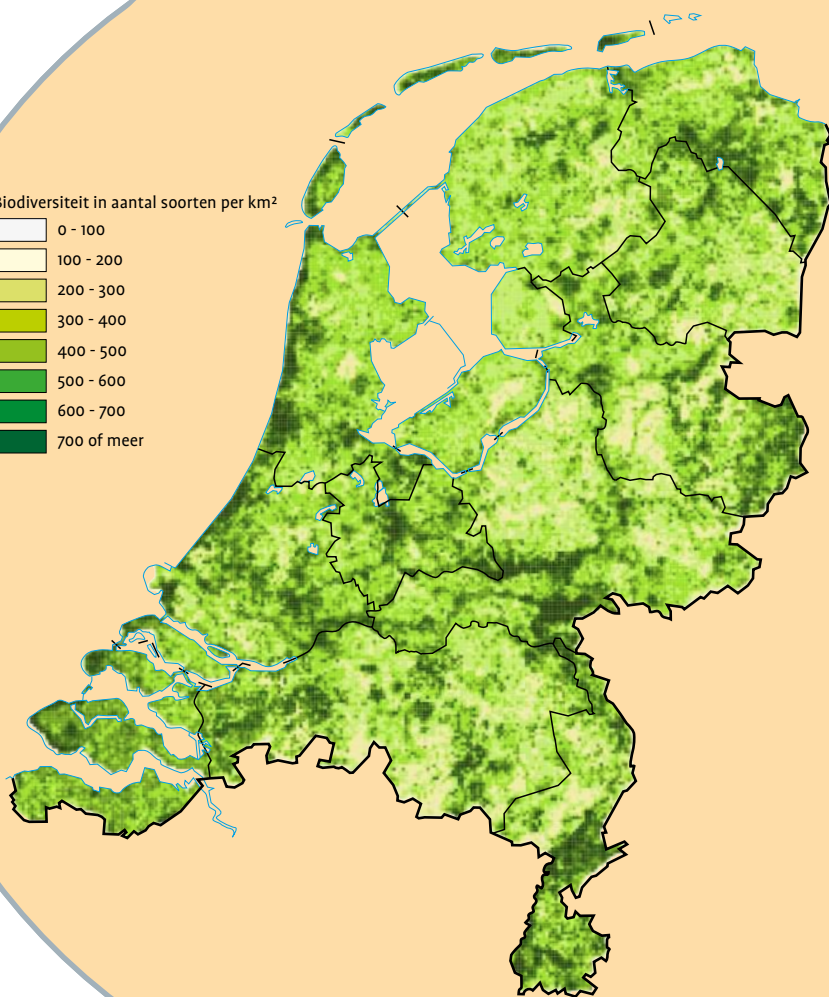 Biodiversiteit in aantal soorten per km²
0 - 100
100 - 200
200 - 300
300 - 400
400 - 500
500 - 600
600 - 700
700 of meer